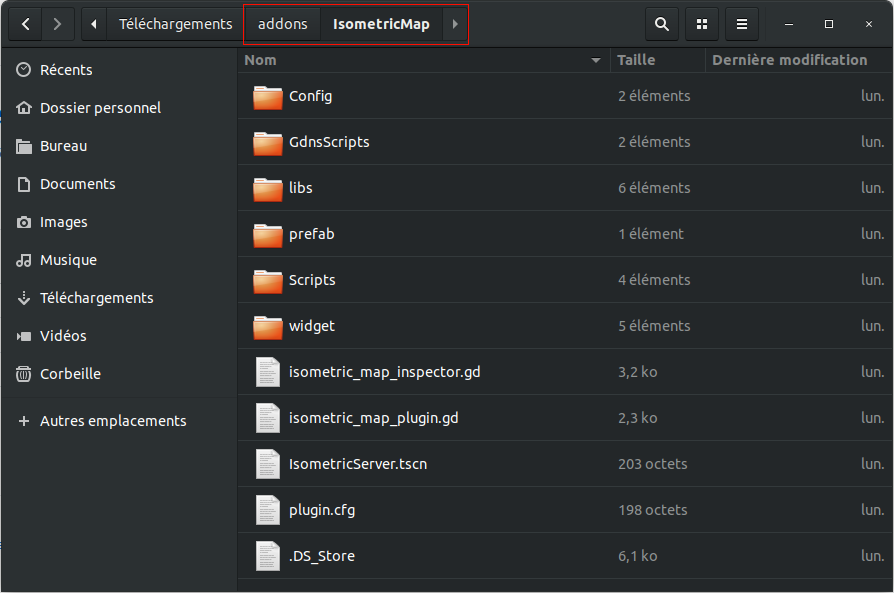 Téléchargements addons IsometricMap
Récents
Dossier personnel
Bureau
Documents
Images
Musique
Téléchargements
Vidéos
Corbeille
Autres emplacements
Nom Taille Dernière modification
Config 2 éléments lun.
GdnsScripts 2 éléments lun.
libs 6 éléments lun.
prefab 1 élément lun.
Scripts 4 éléments lun.
widget 5 éléments lun.
isometric_map_inspector.gd 3,2 ko lun.
isometric_map_plugin.gd 2,3 ko lun.
IsometricServer.tscn 203 octets lun.
plugin.cfg 198 octets lun.
.DS_Store 6,1 ko lun.